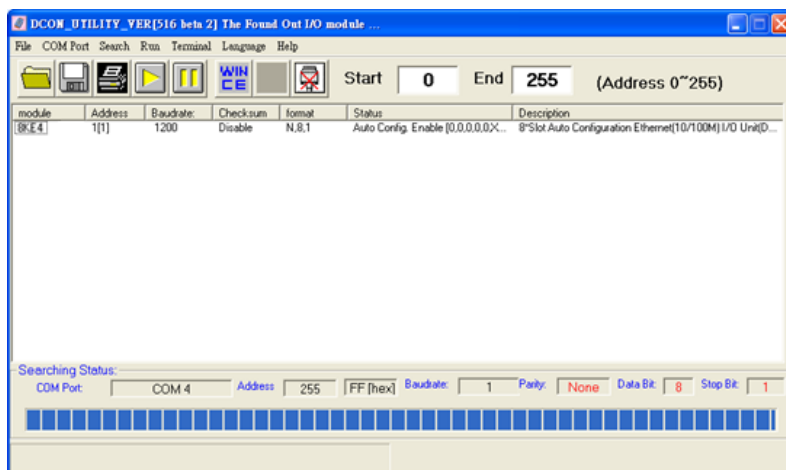 DCON_UTILITY_VER[516 beta 2] The Found Out I/O module ...
File COM Port Search Run Terminal Language Help
WIN CE Start 0 End 255 (Address 0~255)
module Address Baudrate: Checksum format Status Description
8KE4 1[1] 1200 Disable N,8,1 Auto Config. Enable [0,0,0,0,0,X... 8*Slot Auto Configuration Ethernet(10/100M) I/O Unit(D...
Searching Status:
COM Port: COM 4 Address 255 FF [hex] Baudrate: 1 Parity: None Data Bit: 8 Stop Bit: 1